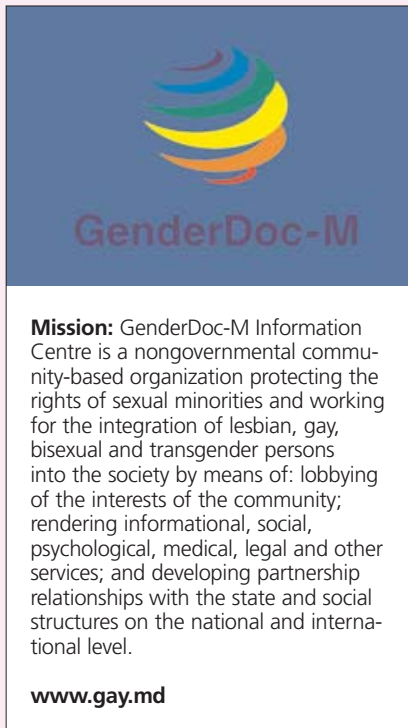 GenderDoc-M
Mission: GenderDoc-M Information
Centre is a nongovernmental commu-
nity-based organization protecting the
rights of sexual minorities and working
for the integration of lesbian, gay,
bisexual and transgender persons
into the society by means of: lobbying
of the interests of the community;
rendering informational, social,
psychological, medical, legal and other
services; and developing partnership
relationships with the state and social
structures on the national and interna-
tional level.
www.gay.md